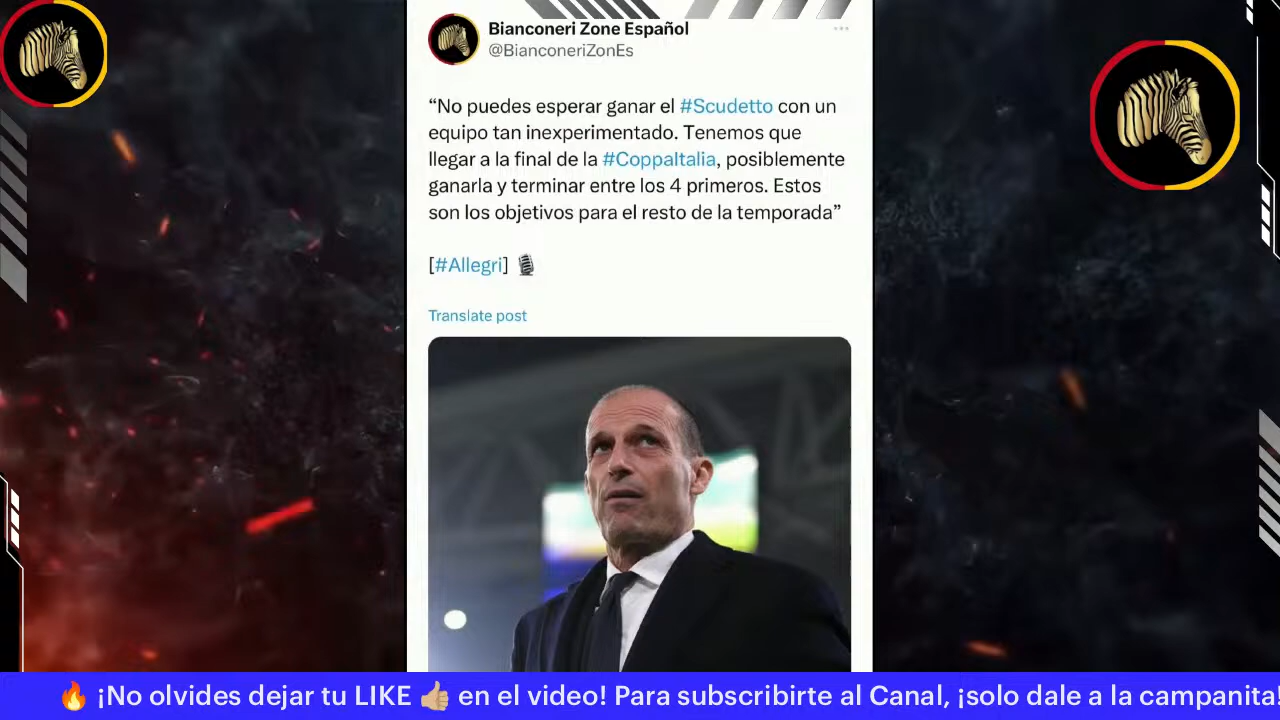 Bianconeri Zone Español
@BianconeriZonEs
“No puedes esperar ganar el #Scudetto con un
equipo tan inexperimentado. Tenemos que
llegar a la final de la #CoppaItalia, posiblemente
ganarla y terminar entre los 4 primeros. Estos
son los objetivos para el resto de la temporada”
[#Allegri] 🎙️
Translate post
🔥 ¡No olvides dejar tu LIKE 👍🏼 en el video! Para subscribirte al Canal, ¡solo dale a la campanita!